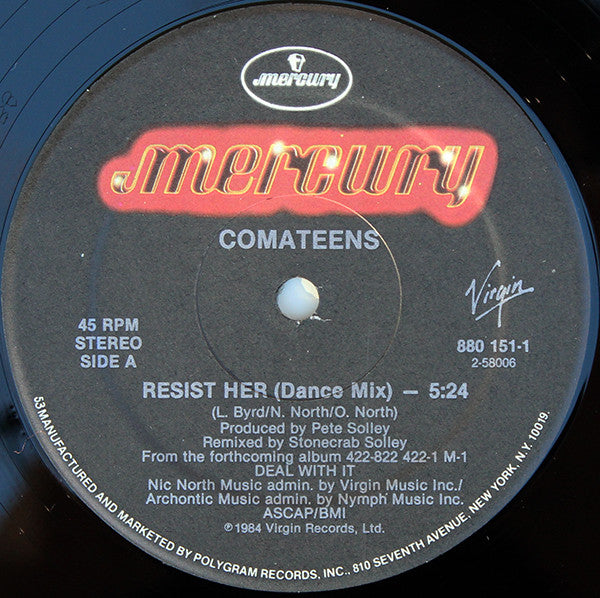 mercury
mercury
COMATEENS
Virgin
45 RPM
STEREO
SIDE A
880 151-1
2-58006
RESIST HER (Dance Mix) — 5:24
(L. Byrd/N. North/O. North)
Produced by Pete Solley
Remixed by Stonecrab Solley
From the forthcoming album 422-822 422-1 M-1
DEAL WITH IT
Nic North Music admin. by Virgin Music Inc./
Archontic Music admin. by Nymph Music Inc.
ASCAP/BMI
℗1984 Virgin Records, Ltd.
53 MANUFACTURED AND MARKETED BY POLYGRAM RECORDS, INC., 810 SEVENTH AVENUE, NEW YORK, N.Y. 10019.